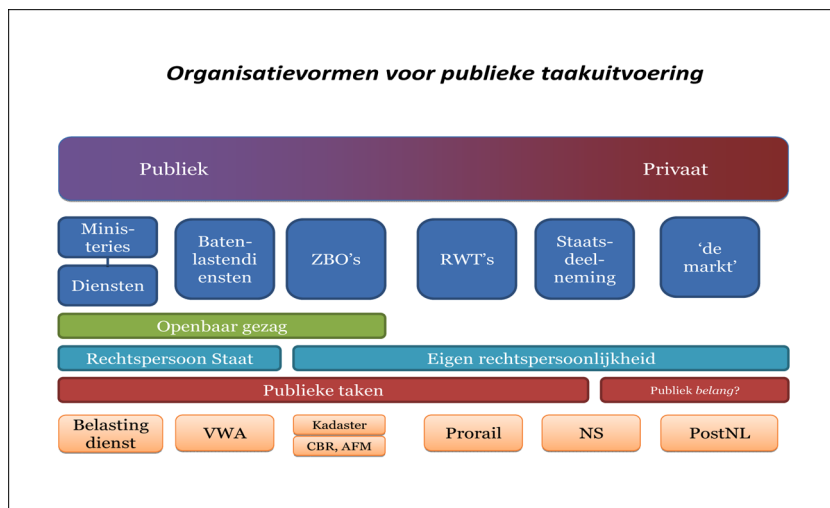 Organisatievormen voor publieke taakuitvoering
Publiek
Privaat
Minis-
teries
Diensten
Baten-
lastendi
ensten
ZBO's
RWT's
Staats-
deel-
neming
'de
markt'
Openbaar gezag
Rechtspersoon Staat
Eigen rechtspersoonlijkheid
Publieke taken
Publiek belang?
Belasting
dienst
VWA
Kadaster
CBR, AFM
Prorail
NS
PostNL